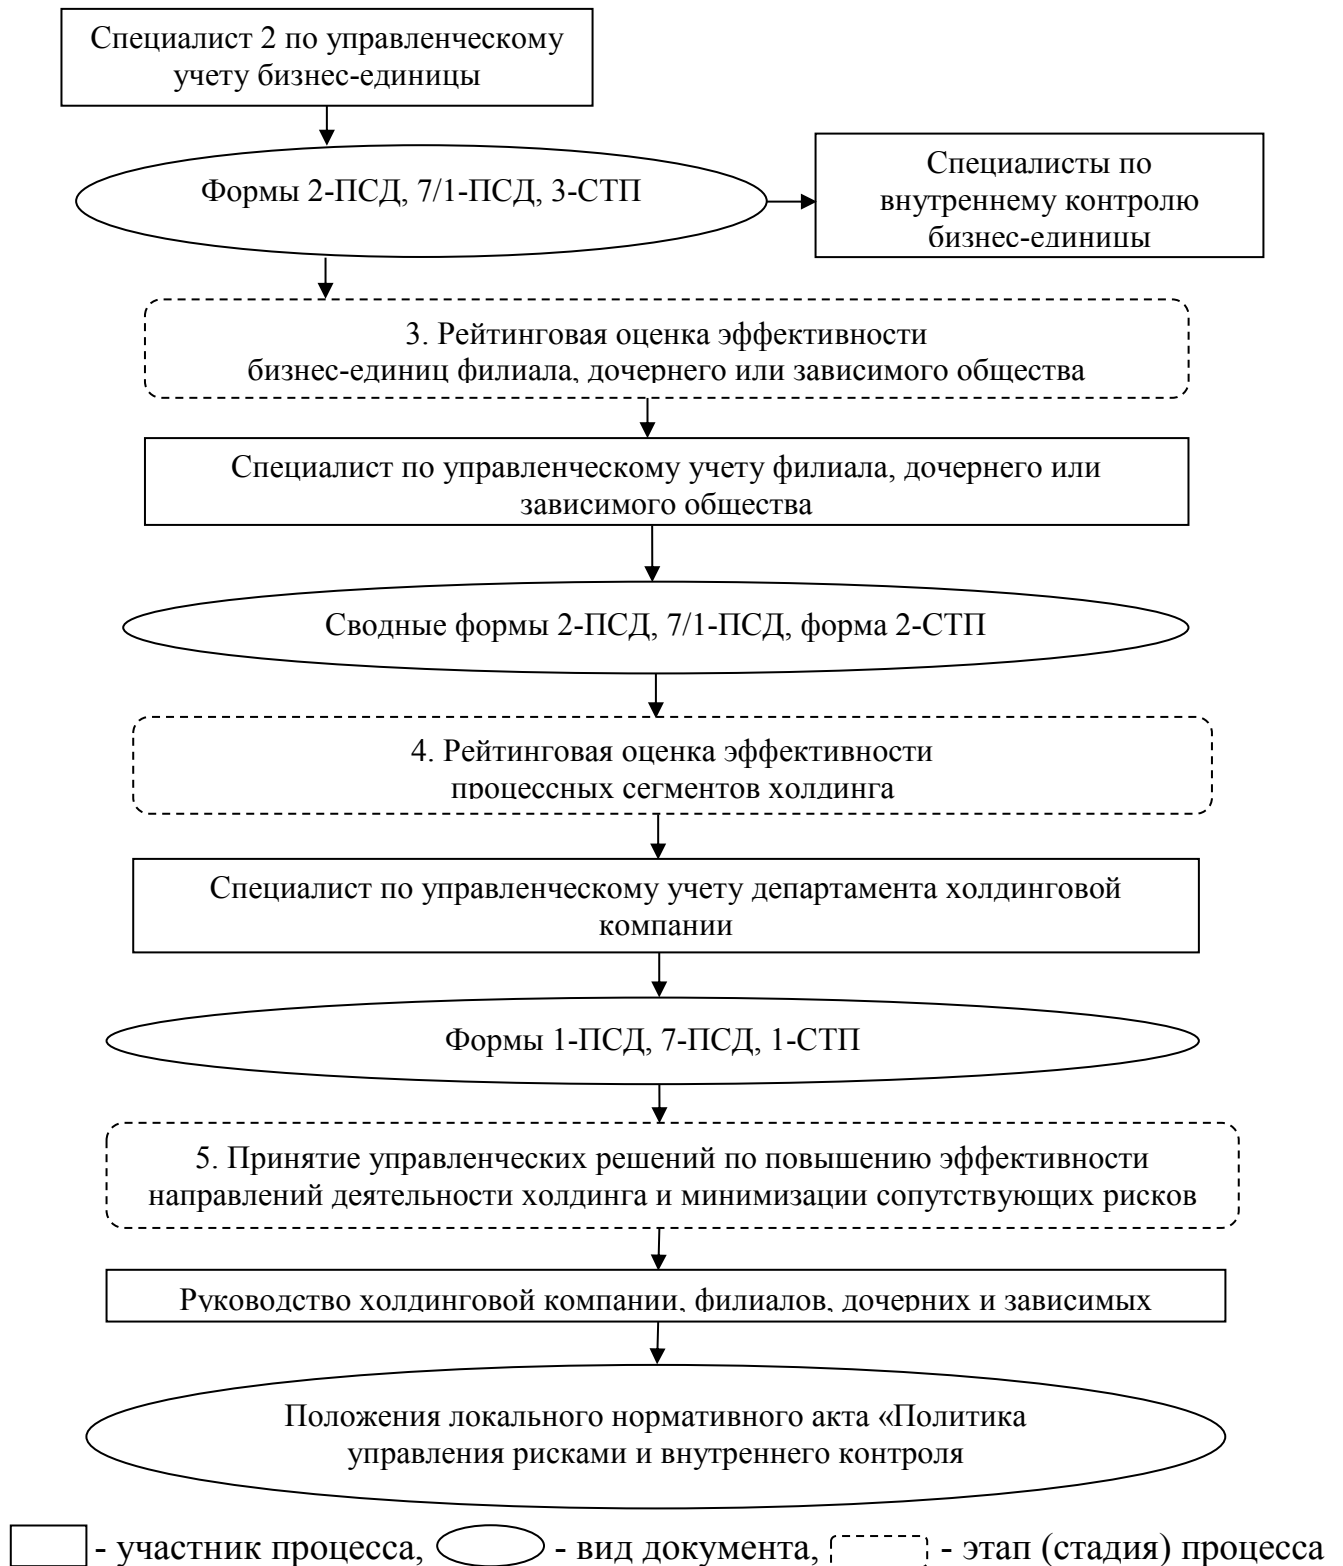 Специалист 2 по управленческому
учету бизнес-единицы
Формы 2-ПСД, 7/1-ПСД, 3-СТП
Специалисты по
внутреннему контролю
бизнес-единицы
3. Рейтинговая оценка эффективности
бизнес-единиц филиала, дочернего или зависимого общества
Специалист по управленческому учету филиала, дочернего или
зависимого общества
Сводные формы 2-ПСД, 7/1-ПСД, форма 2-СТП
4. Рейтинговая оценка эффективности
процессных сегментов холдинга
Специалист по управленческому учету департамента холдинговой
компании
Формы 1-ПСД, 7-ПСД, 1-СТП
5. Принятие управленческих решений по повышению эффективности
направлений деятельности холдинга и минимизации сопутствующих рисков
Руководство холдинговой компании, филиалов, дочерних и зависимых
Положения локального нормативного акта «Политика
управления рисками и внутреннего контроля
- участник процесса, - вид документа, - этап (стадия) процесса